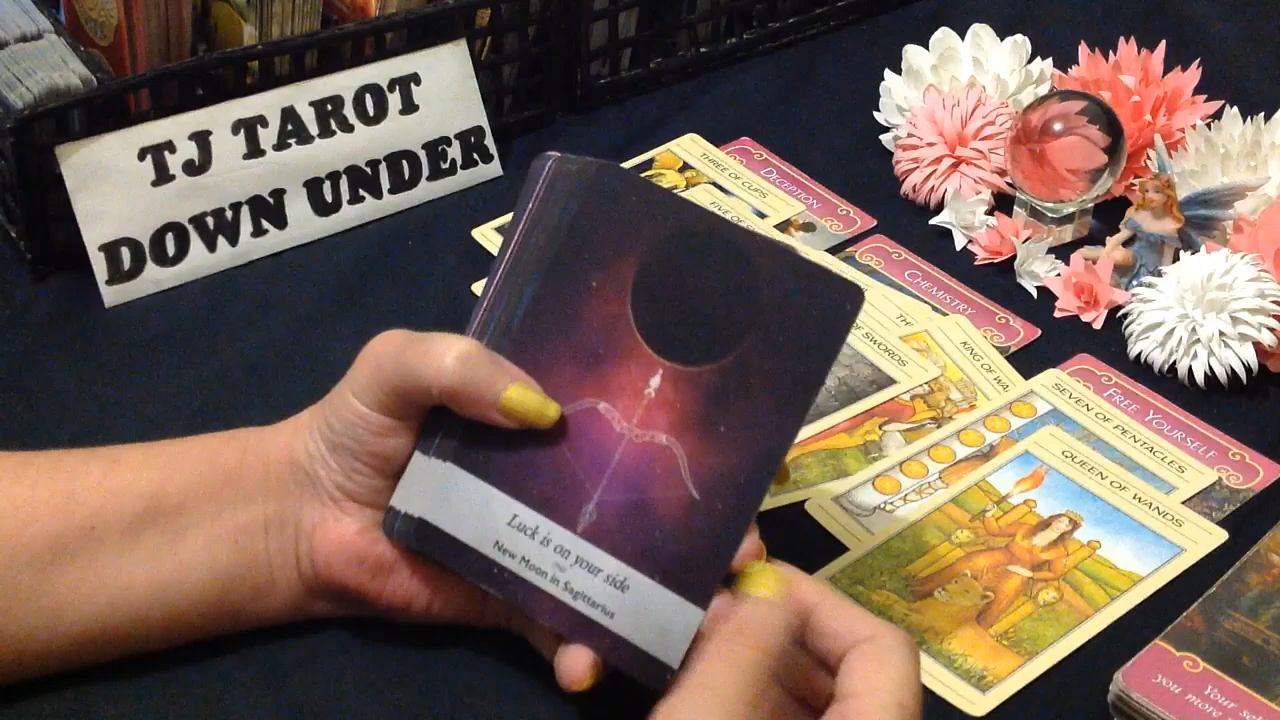 TJ TAROT
DOWN UNDER
THREE OF CUPS
DECEPTION
FIVE OF
CHEMISTRY
OF SWORDS
KING OF
FREE YOURSELF
SEVEN OF PENTACLES
QUEEN OF WANDS
Luck is on your side
New Moon in Sagittarius
Your
you more